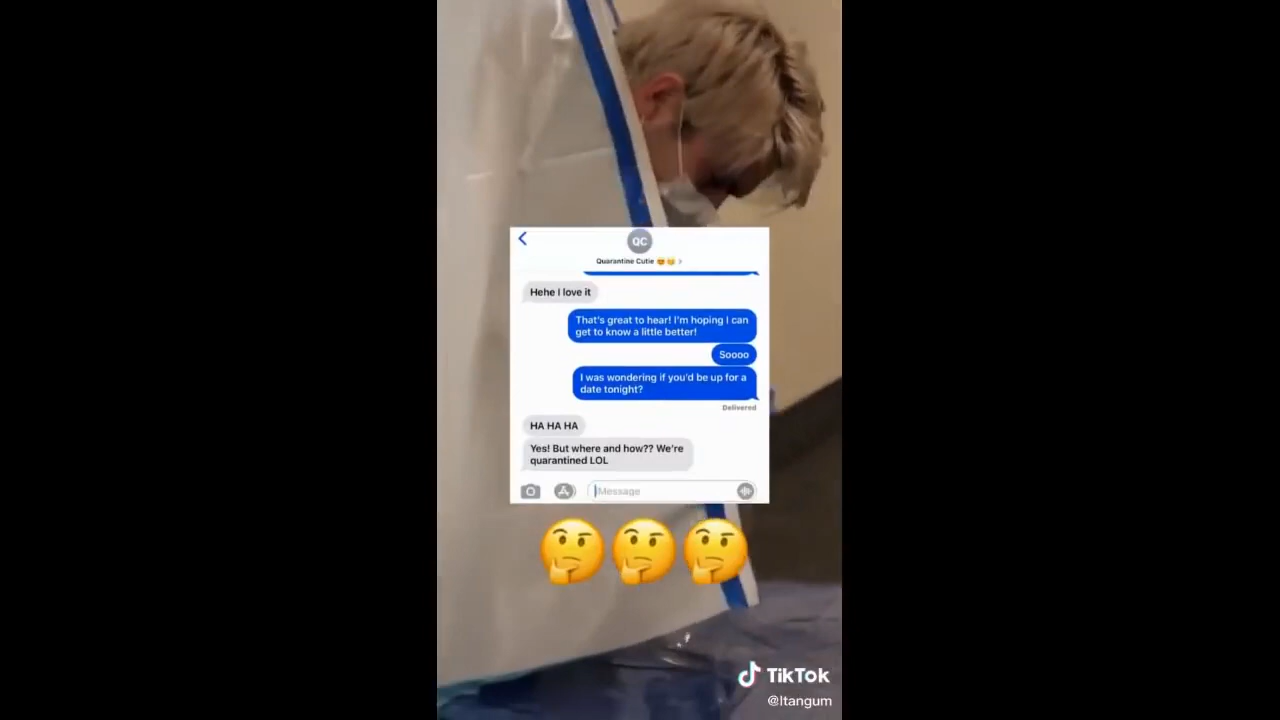 QC
Quarantine Cutie 😍😏 >
Hehe I love it
That's great to hear! I'm hoping I can
get to know a little better!
Soooo
I was wondering if you'd be up for a
date tonight?
Delivered
HA HA HA
Yes! But where and how?? We're
quarantined LOL
iMessage
TikTok
@ltangum